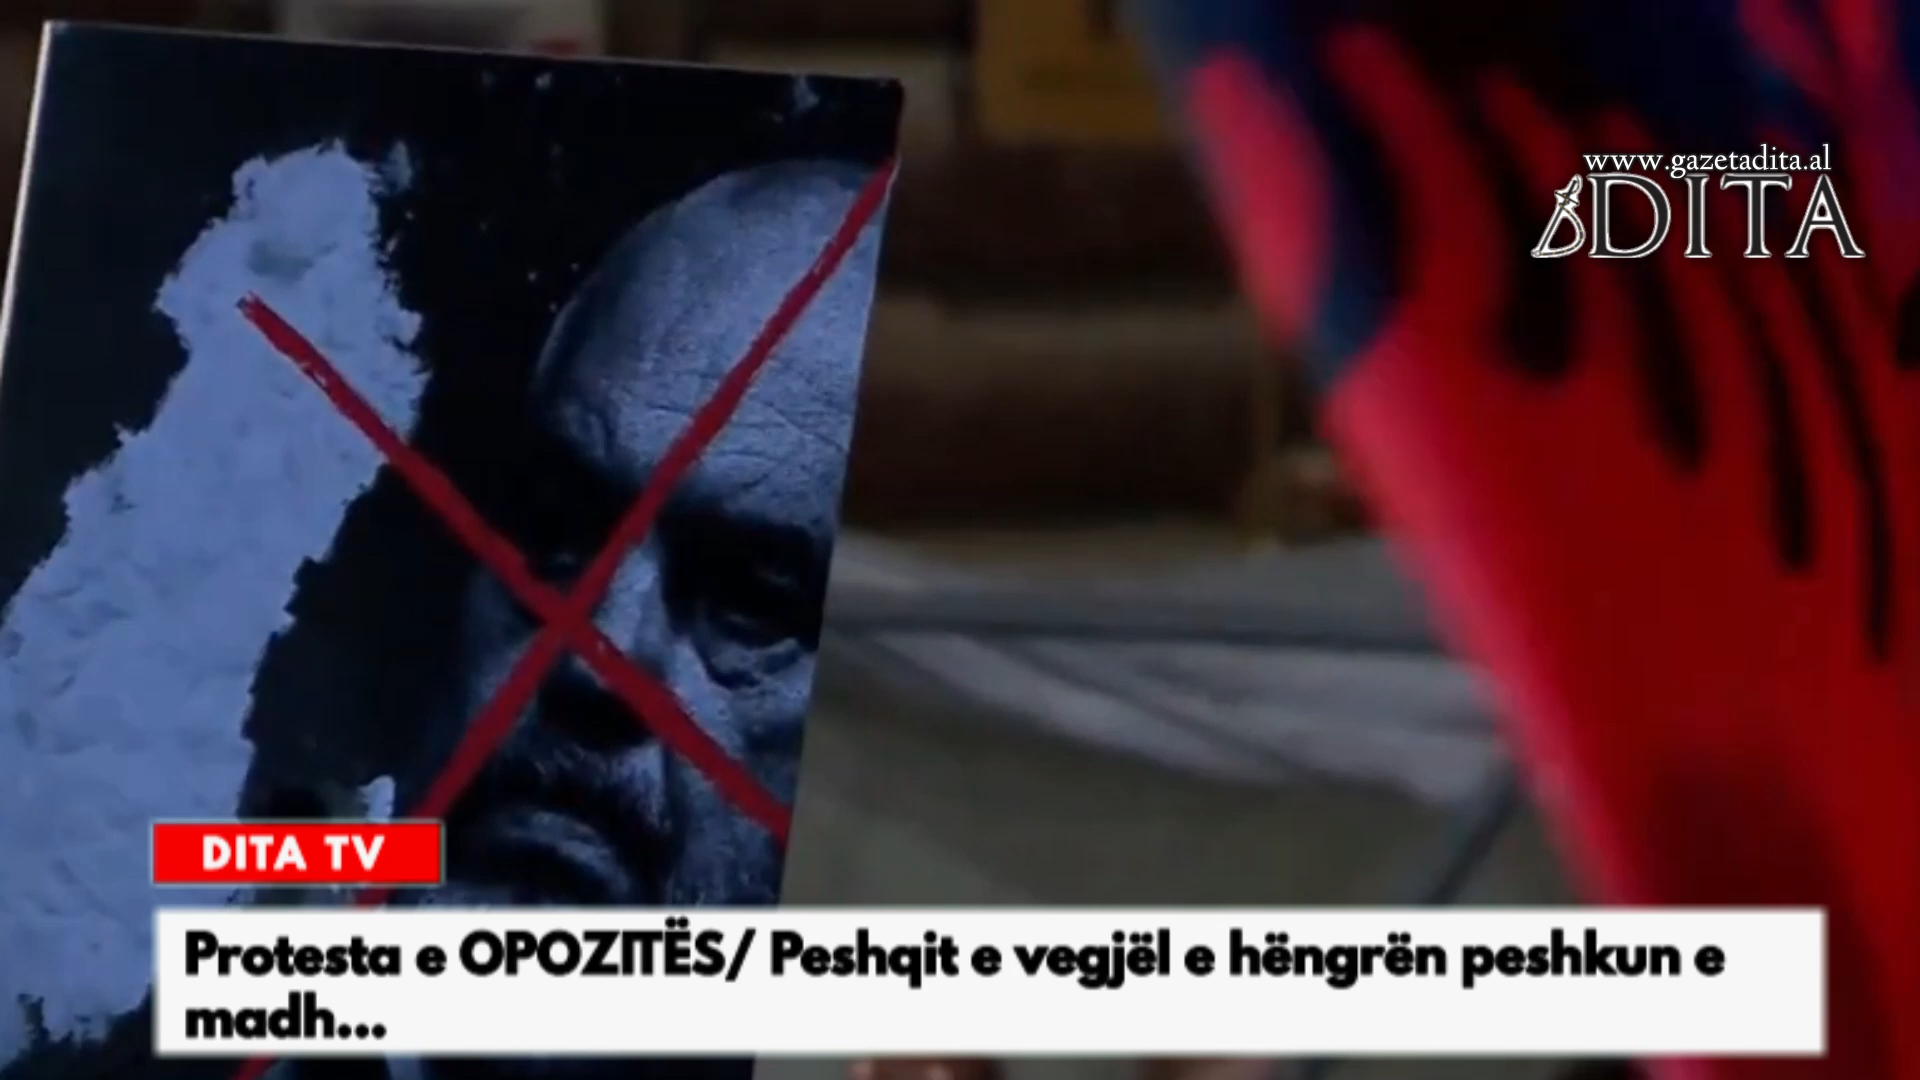 www.gazetadita.al
DITA
DITA TV
Protesta e OPOZITËS/ Peshqit e vegjël e hëngrën peshkun e
madh...